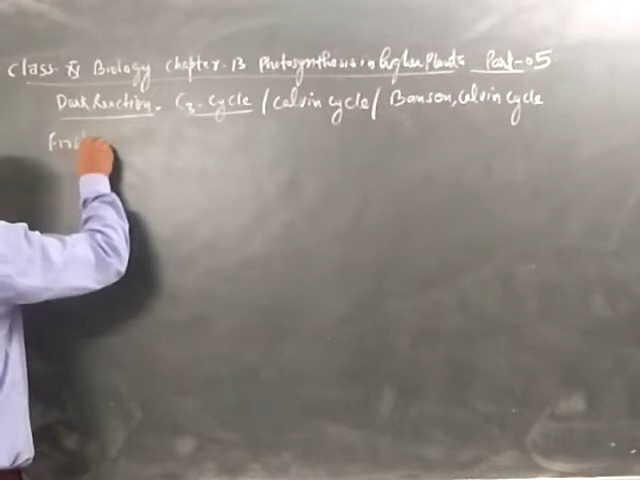 Class-XI Biology Chapter-13 Photosynthesis in higher Plants Part-05
Dark Reaction - C3-Cycle / Calvin cycle / Banson, Calvin cycle